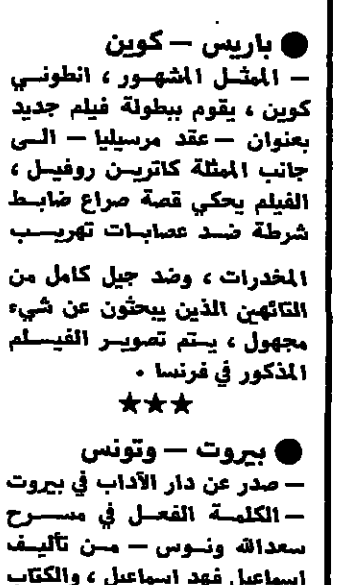 ● باريس — كوين
— الممثل المشهور ، انطوني
كوين ، يقوم ببطولة فيلم جديد
بعنوان — عقد مرسيليا — الى
جانب الممثلة كاترين روفيل ،
الفيلم يحكي قصة صراع ضابط
شرطة ضد عصابات تهريب
المخدرات ، وضد جيل كامل من
التائهين الذين يبحثون عن شيء
مجهول ، يتم تصوير الفيسلم
المذكور في فرنسا .
★★★
● بيروت — وتونس
— صدر عن دار الآداب في بيروت
— الكلمة الفعل في مسرح
سعدالله ونوس — من تأليف
اسماعيل فهد اسماعيل ، والكتاب